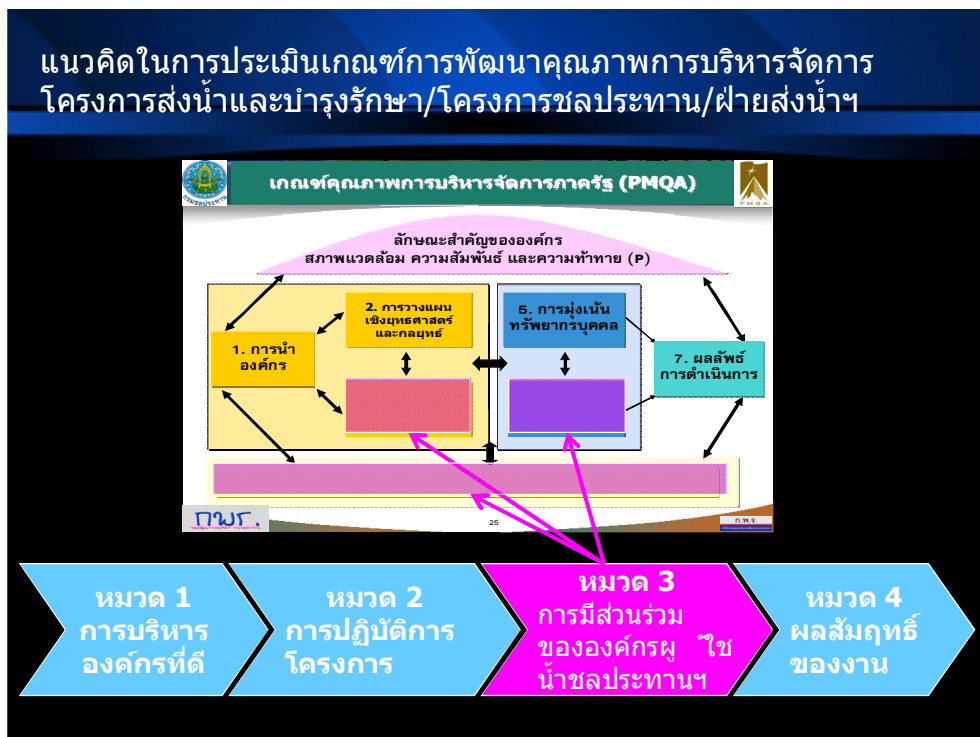 แนวคิดในการประเมินเกณฑ์การพัฒนาคุณภาพการบริหารจัดการ
โครงการส่งน้ำและบำรุงรักษา/โครงการชลประทาน/ฝ่ายส่งน้ำฯ
กรมชลประทาน
เกณฑ์คุณภาพการบริหารจัดการภาครัฐ (PMQA)
PMQA
ลักษณะสำคัญขององค์กร
สภาพแวดล้อม ความสัมพันธ์ และความท้าทาย (P)
2. การวางแผน
เชิงยุทธศาสตร์
และกลยุทธ์
5. การมุ่งเน้น
ทรัพยากรบุคคล
1. การนำ
องค์กร
7. ผลลัพธ์
การดำเนินการ
กพร.
25
ก.พ.ร.
หมวด 1
การบริหาร
องค์กรที่ดี
หมวด 2
การปฏิบัติการ
โครงการ
หมวด 3
การมีส่วนร่วม
ขององค์กรผู ้ใช
น้ำชลประทานฯ
หมวด 4
ผลสัมฤทธิ์
ของงาน